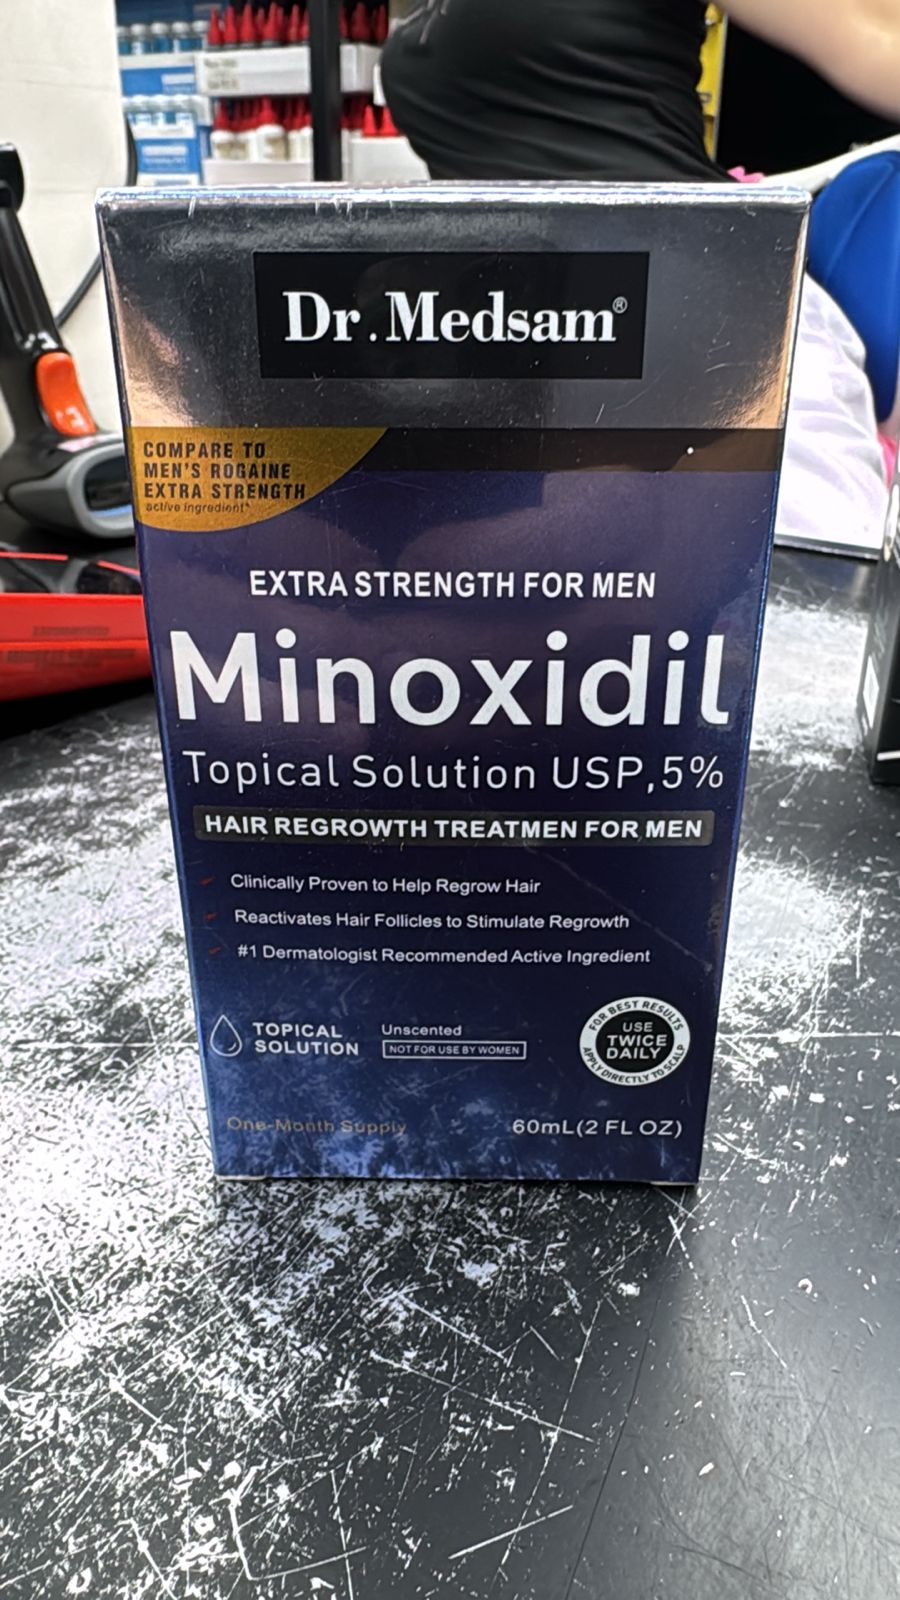 Dr.Medsam®
COMPARE TO
MEN'S ROGAINE
EXTRA STRENGTH
active ingredient*
EXTRA STRENGTH FOR MEN
Minoxidil
Topical Solution USP,5%
HAIR REGROWTH TREATMEN FOR MEN
Clinically Proven to Help Regrow Hair
Reactivates Hair Follicles to Stimulate Regrowth
#1 Dermatologist Recommended Active Ingredient
TOPICAL
SOLUTION
Unscented
NOT FOR USE BY WOMEN
FOR BEST RESULTS
USE
TWICE
DAILY
APPLY DIRECTLY TO SCALP
One-Month Supply
60mL(2 FL OZ)